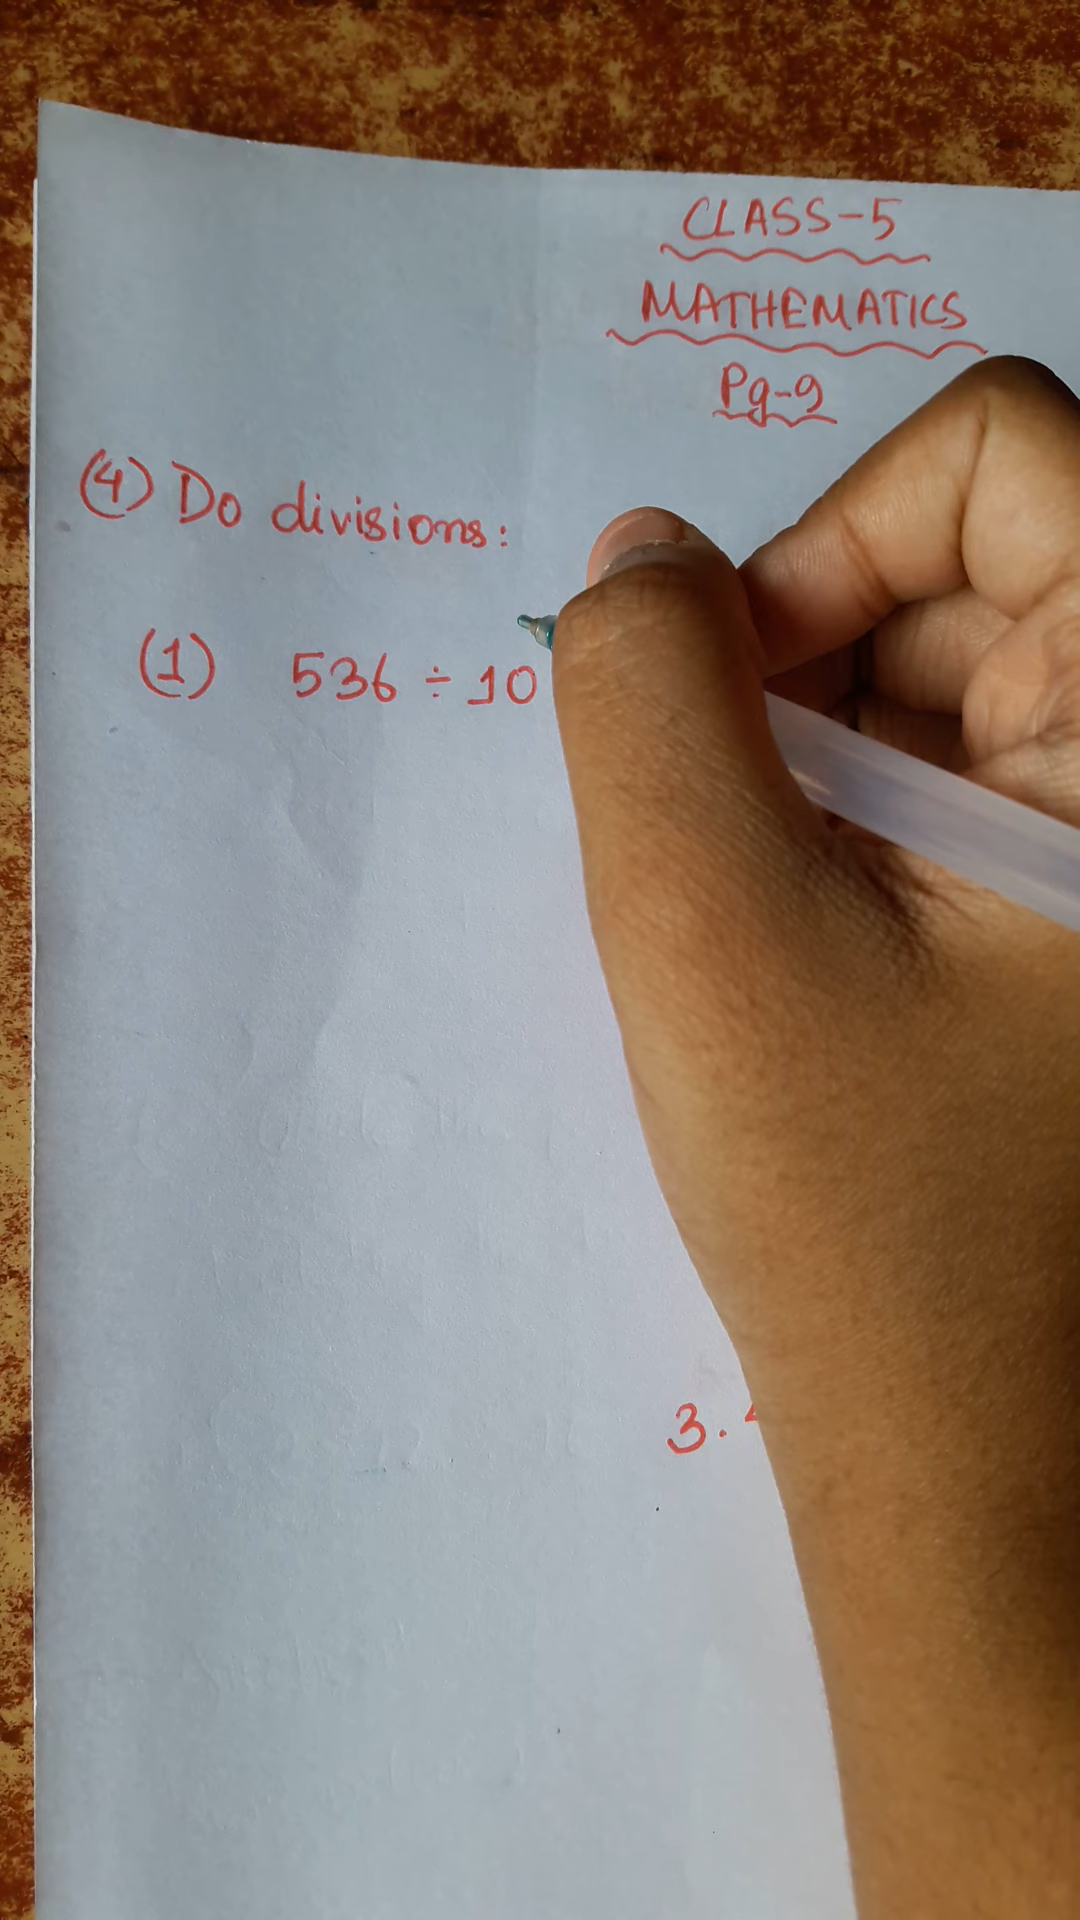 CLASS-5
MATHEMATICS
Pg-9
(4) Do divisions:
(1) 536 ÷ 10
3.